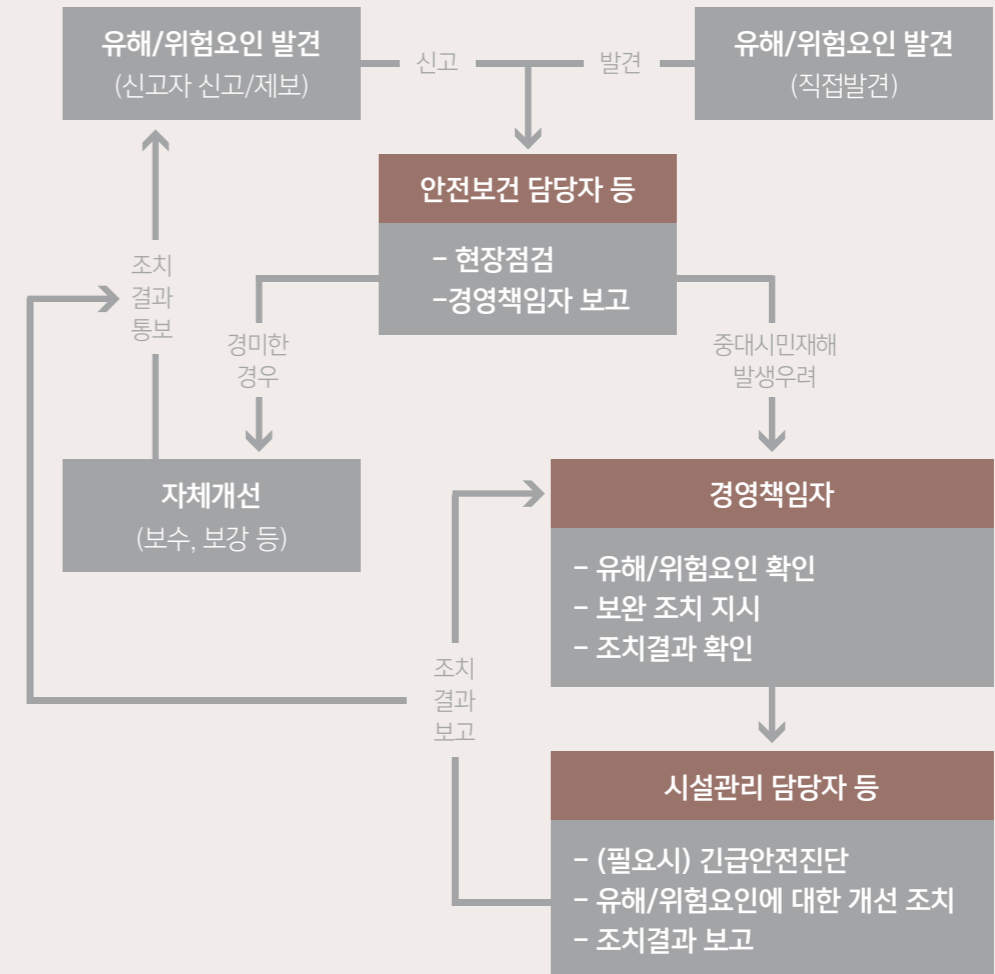 유해/위험요인 발견
(신고자 신고/제보)
신고
발견
유해/위험요인 발견
(직접발견)
안전보건 담당자 등
- 현장점검
-경영책임자 보고
조치
결과
통보
경미한
경우
중대시민재해
발생우려
자체개선
(보수, 보강 등)
경영책임자
- 유해/위험요인 확인
- 보완 조치 지시
- 조치결과 확인
조치
결과
보고
시설관리 담당자 등
- (필요시) 긴급안전진단
- 유해/위험요인에 대한 개선 조치
- 조치결과 보고